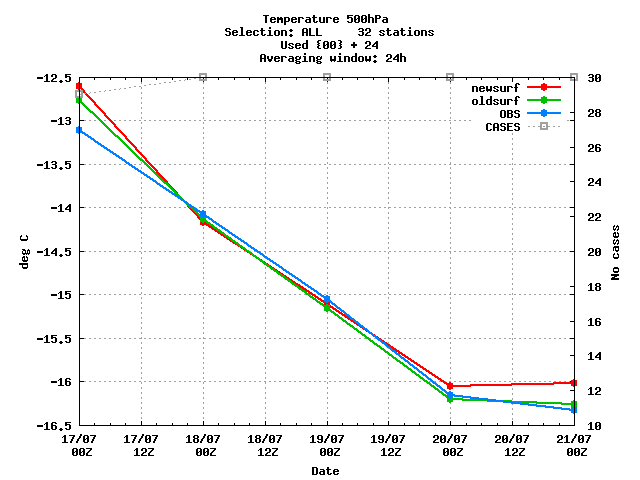 Temperature 500hPa
Selection: ALL     32 stations
Used {00} + 24
Averaging window: 24h
newsurf
oldsurf
OBS
CASES
deg C
-12.5
-13
-13.5
-14
-14.5
-15
-15.5
-16
-16.5
30
28
26
24
22
20
18
16
14
12
10
No cases
17/07 17/07 18/07 18/07 19/07 19/07 20/07 20/07 21/07
00Z 12Z 00Z 12Z 00Z 12Z 00Z 12Z 00Z
Date